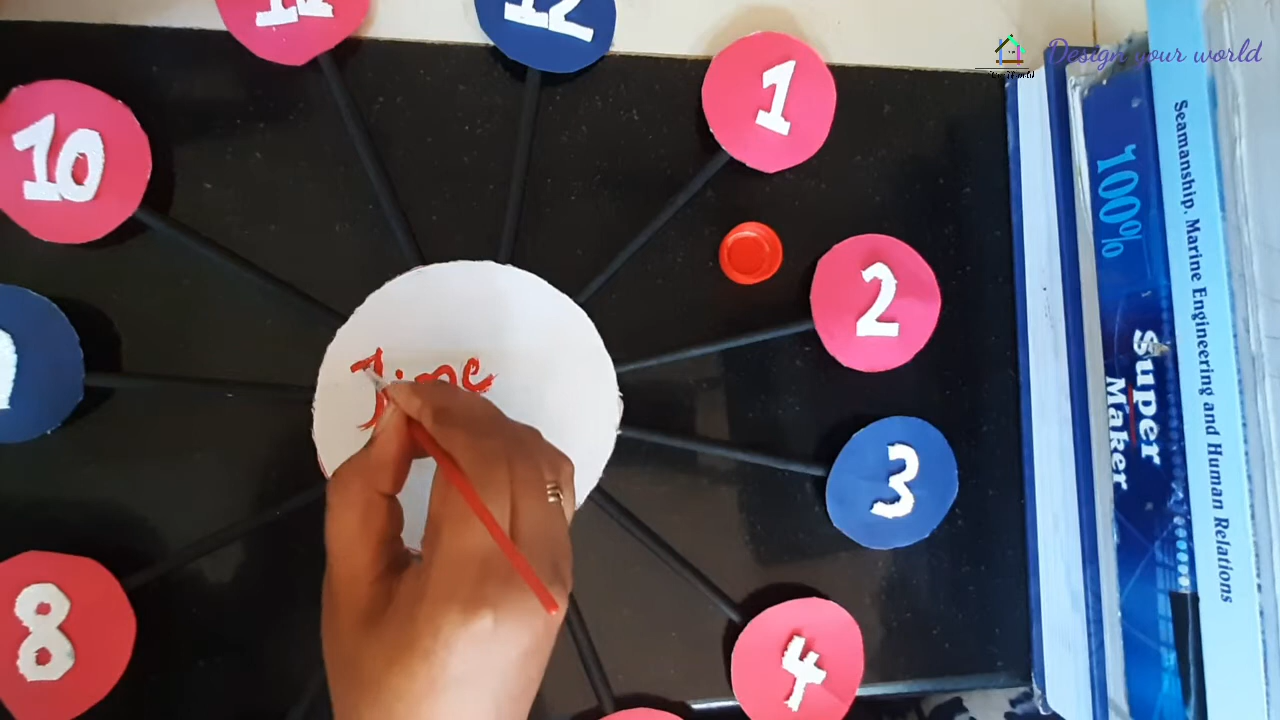 11
12
1
10
2
3
8
4
Time
Design your world
100%
Super
Maker
Seamanship, Marine Engineering and Human Relations